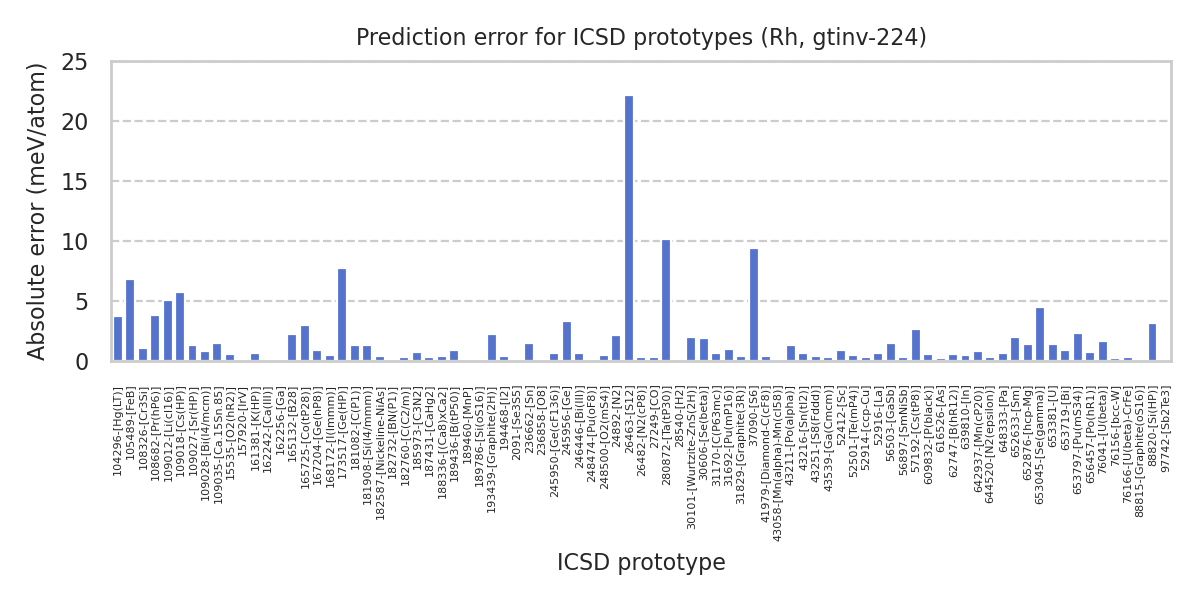 Prediction error for ICSD prototypes (Rh, gtinv-224)
Absolute error (meV/atom)
25
20
15
10
5
0
104296-[Hg(LT)]
105489-[FeB]
108326-[Cr3Si]
108682-[Pr(hP6)]
109012-[Li(cI16)]
109018-[Cs(HP)]
109027-[Sr(HP)]
109028-[Bi(I4/mcm)]
109035-[Ca.15Sn.85]
15535-[O2(hR2)]
157920-[IrV]
161381-[K(HP)]
162242-[Ca(III)]
162256-[Ga]
165132-[B28]
165725-[Co(tP28)]
167204-[Ge(hP8)]
168172-[I(Immm)]
173517-[Ge(HP)]
181082-[C(P1)]
181908-[Si(I4/mmm)]
182587-[Nickeline-NiAs]
182732-[BN(P1)]
182760-[C(C2/m)]
185973-[C3N2]
187431-[CaHg2]
188336-[(Ca8)xCa2]
189436-[B(tP50)]
189460-[MnP]
189786-[Si(oS16)]
193439-[Graphite(2H)]
194468-[I2]
2091-[Se3S5]
236662-[Sn]
236858-[O8]
245950-[Ge(cF136)]
245956-[Ge]
246446-[Bi(III)]
248474-[Pu(oF8)]
248500-[O2(mS4)]
24892-[N2]
26463-[S12]
26482-[N2(cP8)]
27249-[CO]
280872-[Ta(tP30)]
28540-[H2]
30101-[Wurtzite-ZnS(2H)]
30606-[Se(beta)]
31170-[C(P63mc)]
31692-[Pu(mP16)]
31829-[Graphite(3R)]
37090-[S6]
41979-[Diamond-C(cF8)]
43058-[Mn(alpha)-Mn(cI58)]
43211-[Po(alpha)]
43216-[Sn(tI2)]
43251-[S8(Fddd)]
43539-[Ga(Cmcm)]
52412-[Sc]
52501-[Te(mP4)]
52914-[ccp-Cu]
52916-[La]
56503-[GaSb]
56897-[SmNiSb]
57192-[Cs(tP8)]
609832-[P(black)]
616526-[As]
62747-[B(hR12)]
639810-[In]
642937-[Mn(cP20)]
644520-[N2(epsilon)]
648333-[Pa]
652633-[Sm]
652876-[hcp-Mg]
653045-[Se(gamma)]
653381-[U]
653719-[Bi]
653797-[Pu(mS34)]
656457-[Po(hR1)]
76041-[U(beta)]
76156-[bcc-W]
76166-[U(beta)-CrFe]
88815-[Graphite(oS16)]
88820-[Si(HP)]
97742-[Sb2Te3]
ICSD prototype